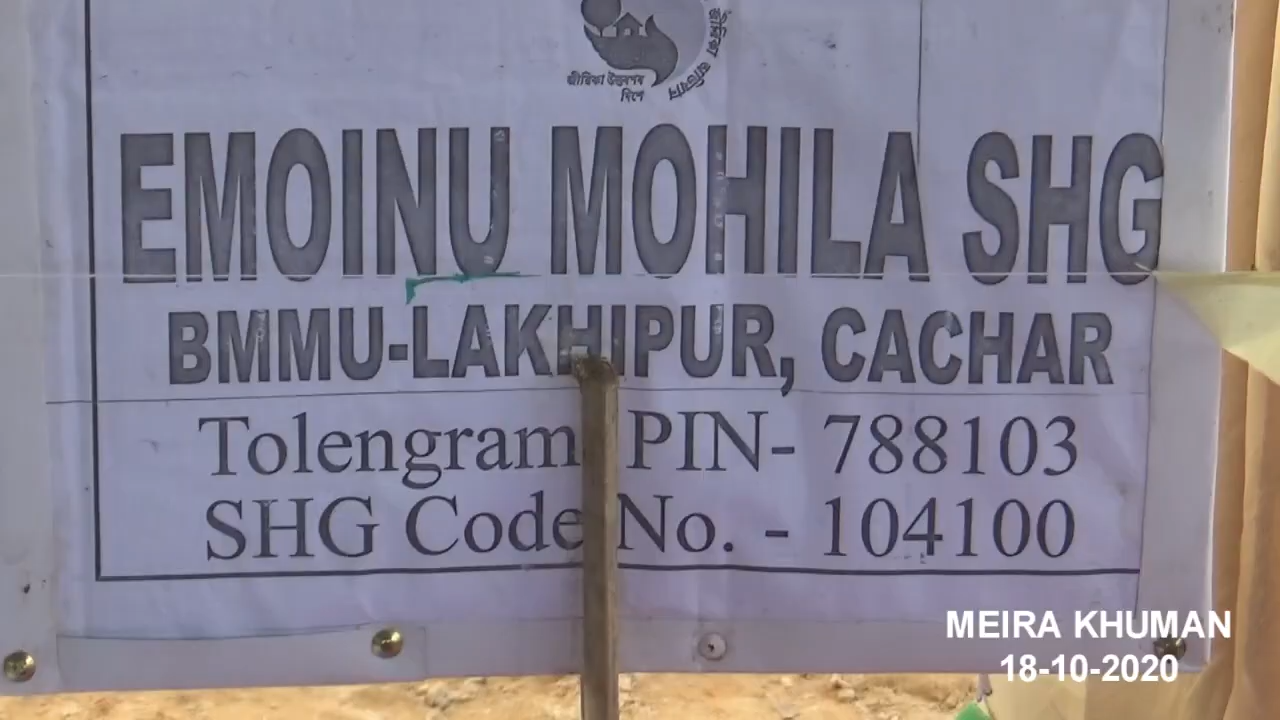 EMOINU MOHILA SHG
BMMU-LAKHIPUR, CACHAR
Tolengram PIN- 788103
SHG Code No. - 104100
MEIRA KHUMAN
18-10-2020